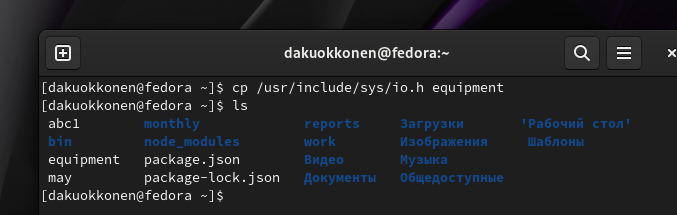 dakuokkonen@fedora:~
[dakuokkonen@fedora ~]$ cp /usr/include/sys/io.h equipment
[dakuokkonen@fedora ~]$ ls
abc1 monthly reports Загрузки 'Рабочий стол'
bin node_modules work Изображения Шаблоны
equipment package.json Видео Музыка
may package-lock.json Документы Общедоступные
[dakuokkonen@fedora ~]$